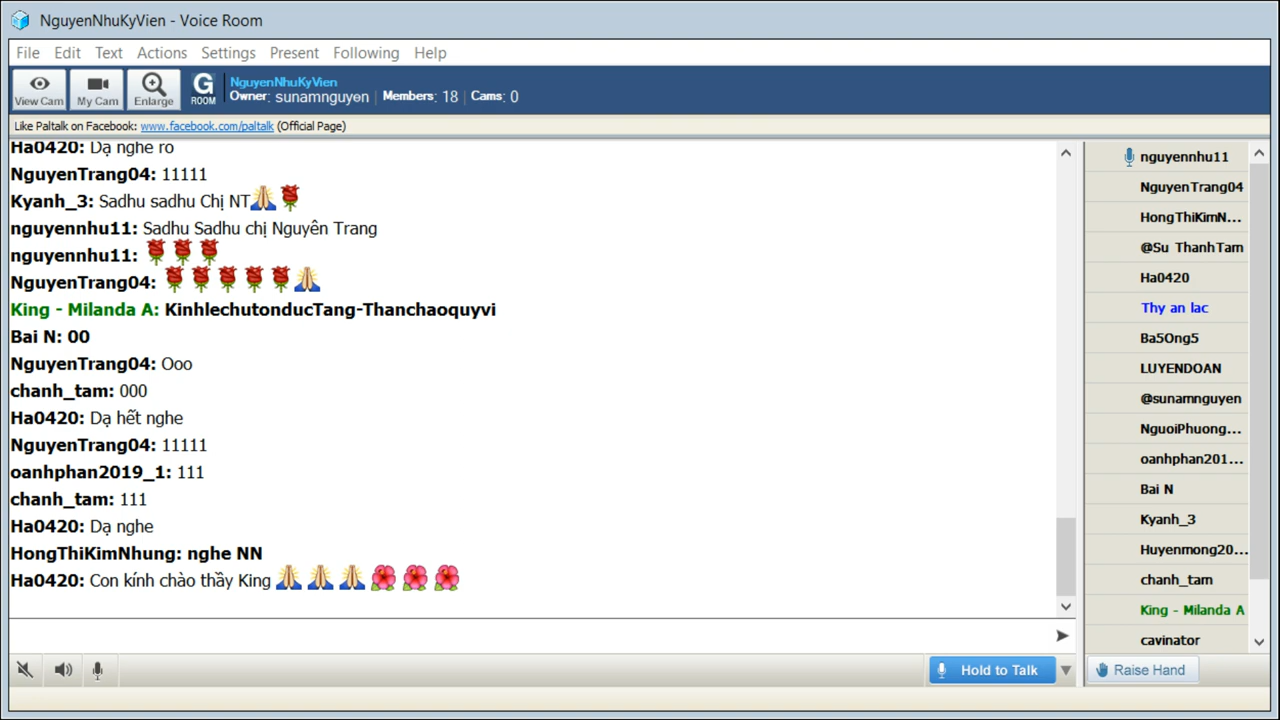 NguyenNhuKyVien - Voice Room
File Edit Text Actions Settings Present Following Help
View Cam
My Cam
Enlarge
G
ROOM
NguyenNhuKyVien
Owner: sunamnguyen | Members: 18 | Cams: 0
Like Paltalk on Facebook: www.facebook.com/paltalk (Official Page)
Ha0420: Dạ nghe ro
NguyenTrang04: 11111
Kyanh_3: Sadhu sadhu Chị NT
nguyennhu11: Sadhu Sadhu chị Nguyên Trang
nguyennhu11:
NguyenTrang04:
King - Milanda A: KinhlechutonducTang-Thanchaoquyvi
Bai N: 00
NguyenTrang04: Ooo
chanh_tam: 000
Ha0420: Dạ hết nghe
NguyenTrang04: 11111
oanhphan2019_1: 111
chanh_tam: 111
Ha0420: Dạ nghe
HongThiKimNhung: nghe NN
Ha0420: Con kính chào thầy King
nguyennhu11
NguyenTrang04
HongThiKimN...
@Su ThanhTam
Ha0420
Thy an lac
Ba5Ong5
LUYENDOAN
@sunamnguyen
NguoiPhuong...
oanhphan201...
Bai N
Kyanh_3
Huyenmong20...
chanh_tam
King - Milanda A
cavinator
Hold to Talk
Raise Hand